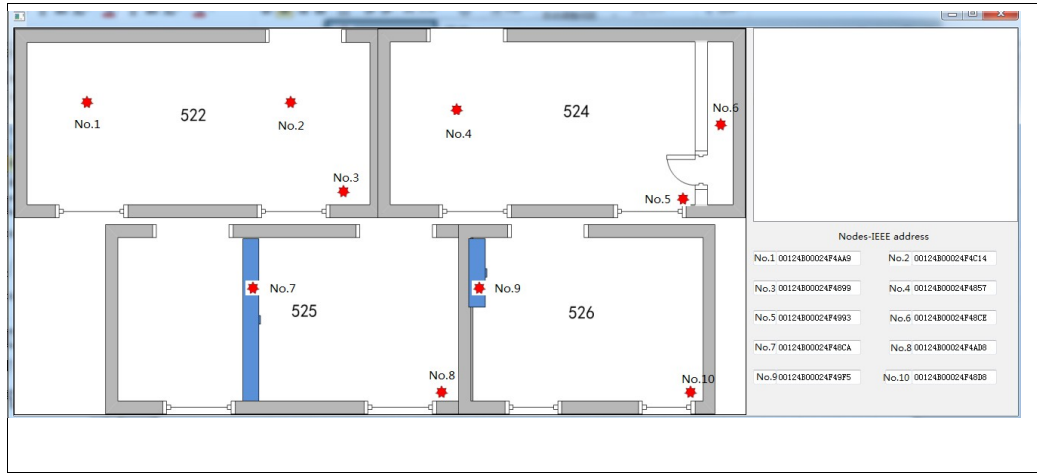 522
524
No.1
No.2
No.3
No.4
No.5
No.6
No.7
525
No.8
No.9
526
No.10
Nodes-IEEE address
No.1 00124B00024F4AA9
No.2 00124B00024F4C14
No.3 00124B00024F4899
No.4 00124B00024F4857
No.5 00124B00024F4993
No.6 00124B00024F48CE
No.7 00124B00024F48CA
No.8 00124B00024F4AD8
No.9 00124B00024F49F5
No.10 00124B00024F48D8